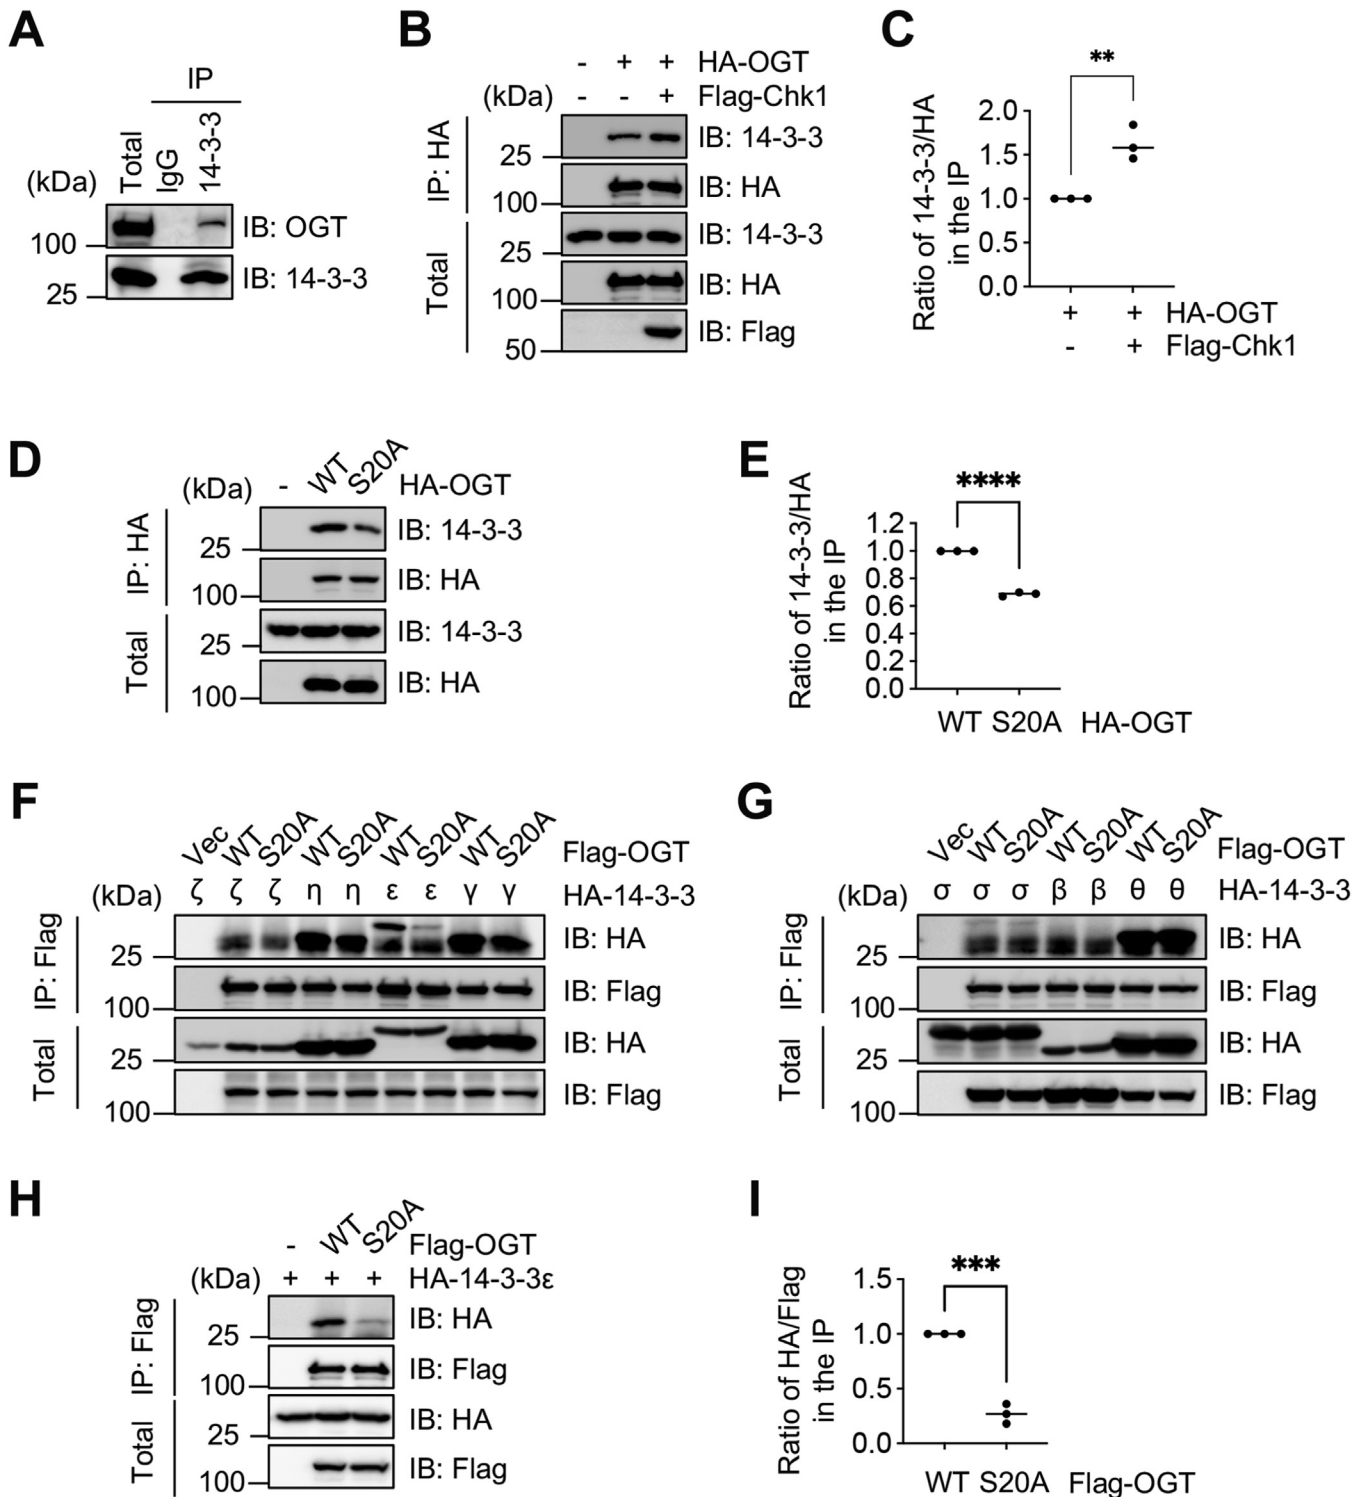 A
IP
(kDa) Total IgG 14-3-3
100 IB: OGT
25 IB: 14-3-3
B
- + + HA-OGT
(kDa) - - + Flag-Chk1
IP: HA
25 IB: 14-3-3
100 IB: HA
Total
25 IB: 14-3-3
100 IB: HA
50 IB: Flag
C
**
Ratio of 14-3-3/HA
in the IP
2.0
1.5
1.0
0.5
0.0
+ + HA-OGT
- + Flag-Chk1
D
(kDa) - WT S20A HA-OGT
IP: HA
25 IB: 14-3-3
100 IB: HA
Total
25 IB: 14-3-3
100 IB: HA
E
****
Ratio of 14-3-3/HA
in the IP
1.2
1.0
0.8
0.6
0.4
0.2
0.0
WT S20A HA-OGT
F
Vec WT S20A WT S20A WT S20A WT S20A Flag-OGT
(kDa) ζ ζ ζ η η ε ε γ γ HA-14-3-3
IP: Flag
25 IB: HA
100 IB: Flag
Total
25 IB: HA
100 IB: Flag
G
Vec WT S20A WT S20A WT S20A Flag-OGT
(kDa) σ σ σ β β θ θ HA-14-3-3
IP: Flag
25 IB: HA
100 IB: Flag
Total
25 IB: HA
100 IB: Flag
H
- WT S20A Flag-OGT
(kDa) + + + HA-14-3-3ε
IP: Flag
25 IB: HA
100 IB: Flag
Total
25 IB: HA
100 IB: Flag
I
***
Ratio of HA/Flag
in the IP
1.5
1.0
0.5
0.0
WT S20A Flag-OGT